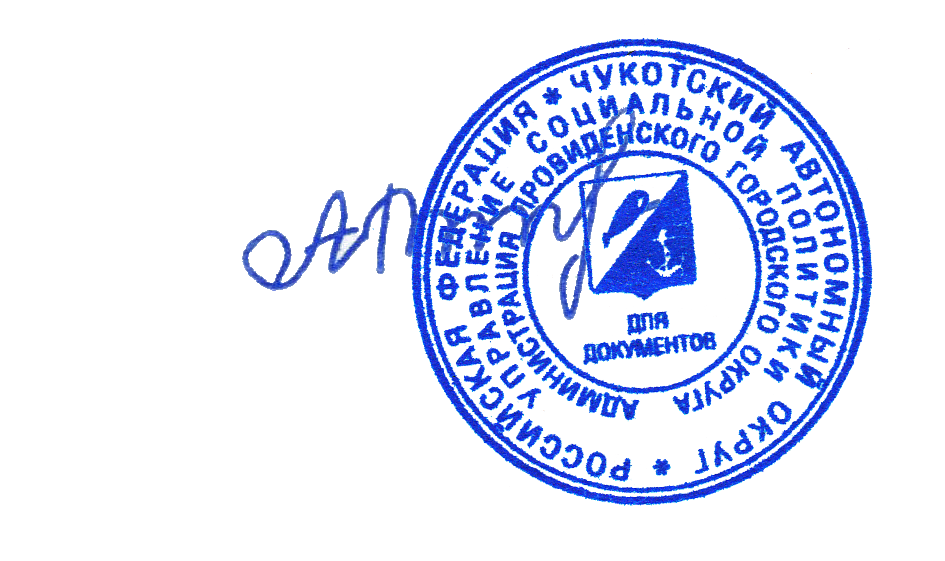 РОССИЙСКАЯ ФЕДЕРАЦИЯ * ЧУКОТСКИЙ АВТОНОМНЫЙ ОКРУГ *
УПРАВЛЕНИЕ СОЦИАЛЬНОЙ ПОЛИТИКИ
АДМИНИСТРАЦИЯ ПРОВИДЕНСКОГО ГОРОДСКОГО ОКРУГА
ДЛЯ
ДОКУМЕНТОВ